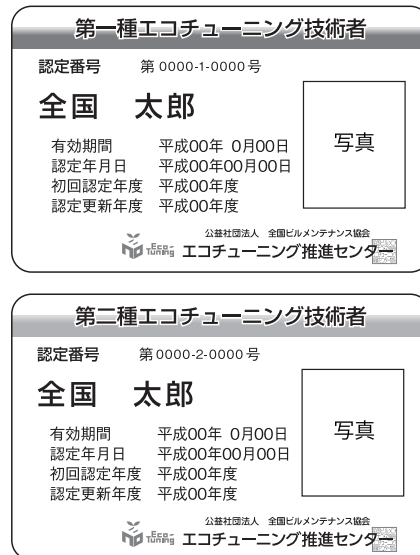 第一種エコチューニング技術者
認定番号 第 0000-1-0000 号
全国 太郎
有効期間 平成00年 0月00日
認定年月日 平成00年00月00日
初回認定年度 平成00年度
認定更新年度 平成00年度
写真
公益社団法人 全国ビルメンテナンス協会
Eco-Tuning エコチューニング推進センター
第二種エコチューニング技術者
認定番号 第 0000-2-0000 号
全国 太郎
有効期間 平成00年 0月00日
認定年月日 平成00年00月00日
初回認定年度 平成00年度
認定更新年度 平成00年度
写真
公益社団法人 全国ビルメンテナンス協会
Eco-Tuning エコチューニング推進センター